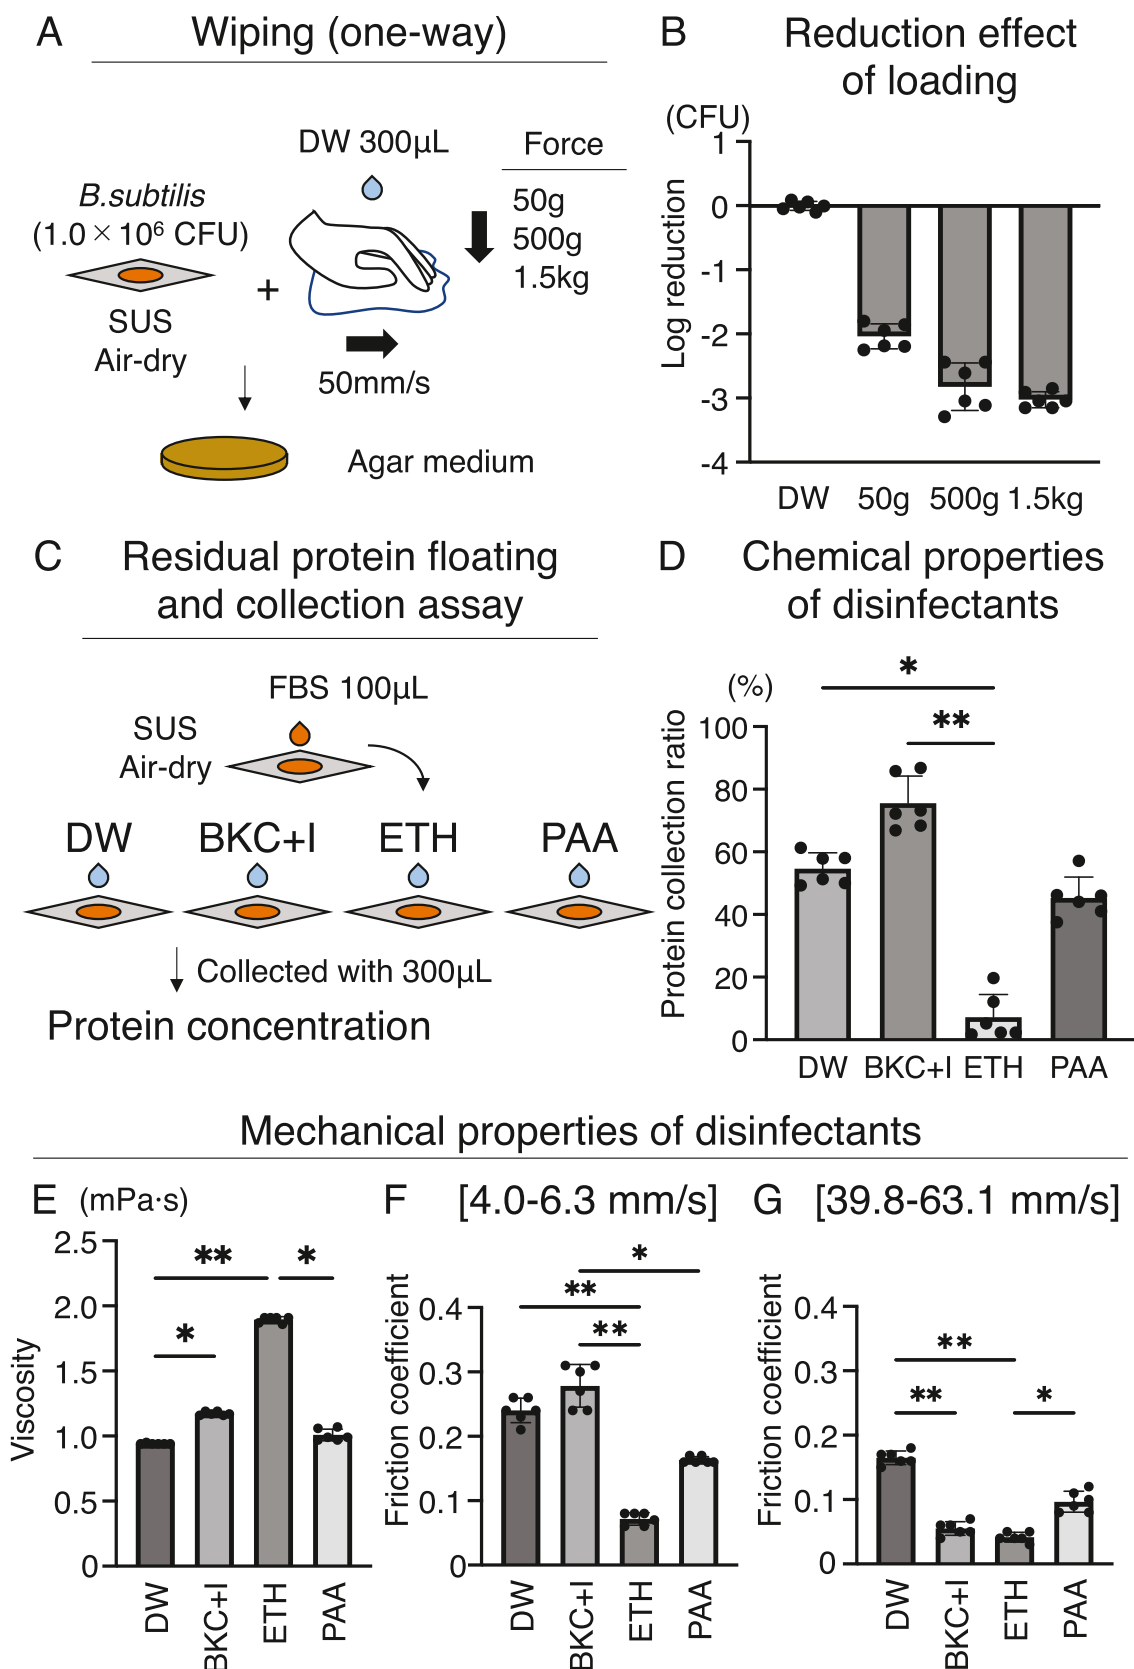 A Wiping (one-way)
DW 300μL
Force
B.subtilis
(1.0×10⁶ CFU)
50g
500g
1.5kg
+
SUS
Air-dry
50mm/s
Agar medium
B Reduction effect
of loading
(CFU)
Log reduction
1
0
-1
-2
-3
-4
DW 50g 500g 1.5kg
C Residual protein floating
and collection assay
FBS 100μL
SUS
Air-dry
DW BKC+I ETH PAA
Collected with 300μL
Protein concentration
D Chemical properties
of disinfectants
(%)
*
**
Protein collection ratio
100
80
60
40
20
0
DW BKC+I ETH PAA
Mechanical properties of disinfectants
E (mPa·s)
Viscosity
2.5
2.0
1.5
1.0
0.5
0
** *
*
DW BKC+I ETH PAA
F [4.0-6.3 mm/s]
Friction coefficient
0.4
0.3
0.2
0.1
0
*
**
**
DW BKC+I ETH PAA
G [39.8-63.1 mm/s]
Friction coefficient
0.4
0.3
0.2
0.1
0
**
** *
DW BKC+I ETH PAA